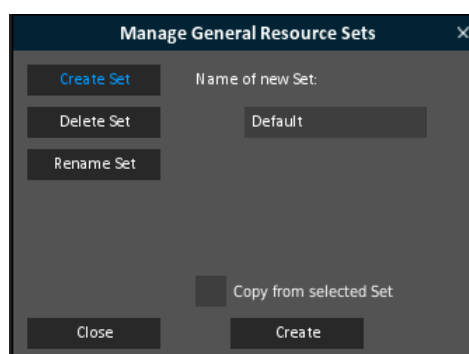 Manage General Resource Sets ×
Create Set
Name of new Set:
Delete Set
Default
Rename Set
Copy from selected Set
Close
Create